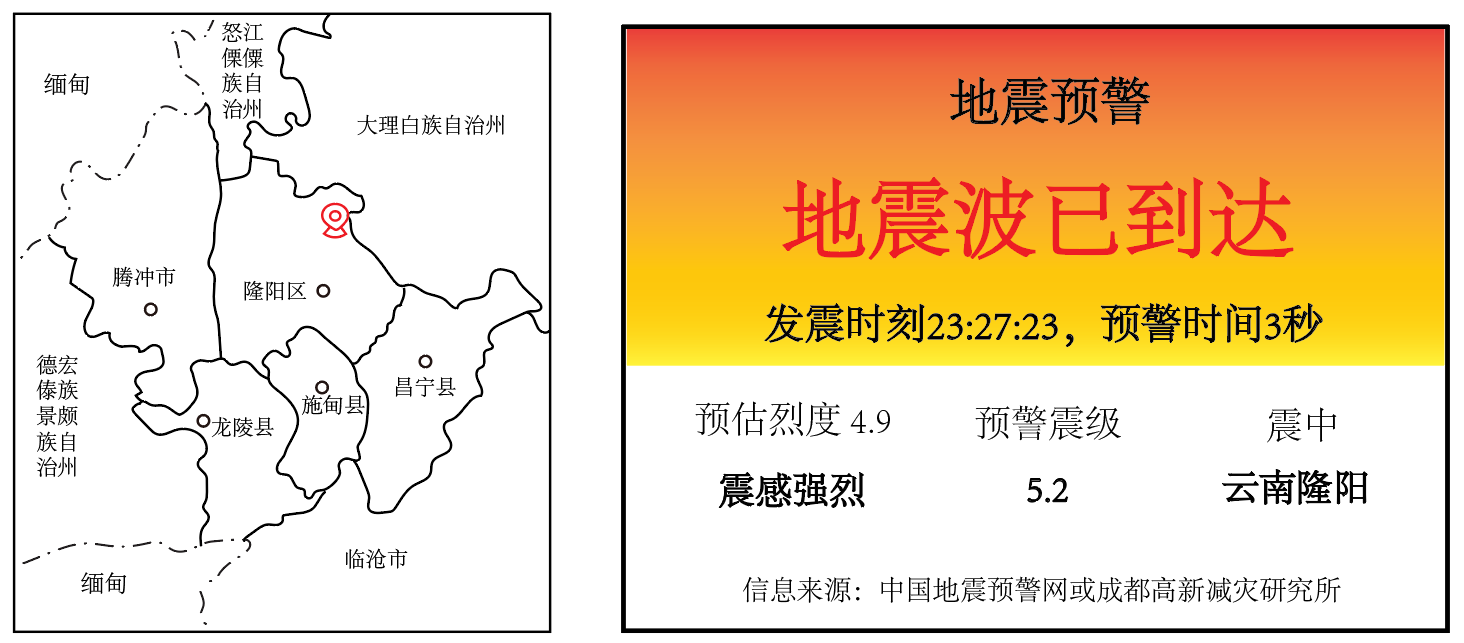 缅甸
怒江
傈僳
族自
治州
大理白族自治州
腾冲市
隆阳区
德宏
傣族
景颇
族自
治州
龙陵县
施甸县
昌宁县
临沧市
缅甸
地震预警
地震波已到达
发震时刻23:27:23，预警时间3秒
预估烈度 4.9 预警震级 震中
震感强烈 5.2 云南隆阳
信息来源：中国地震预警网或成都高新减灾研究所